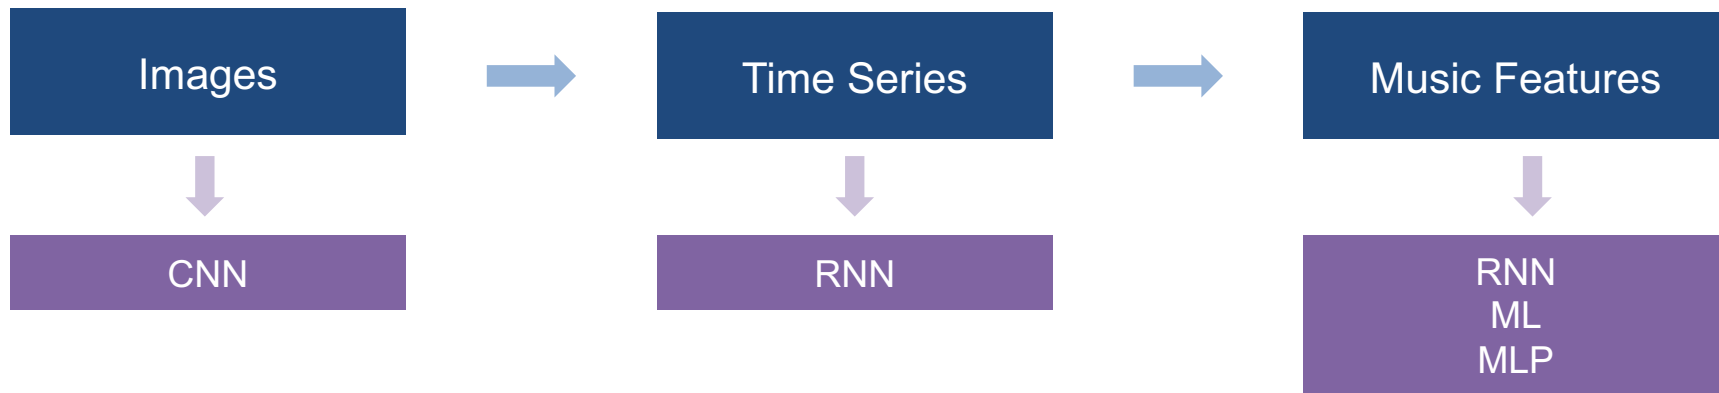 Images
Time Series
Music Features
CNN
RNN
RNN
ML
MLP